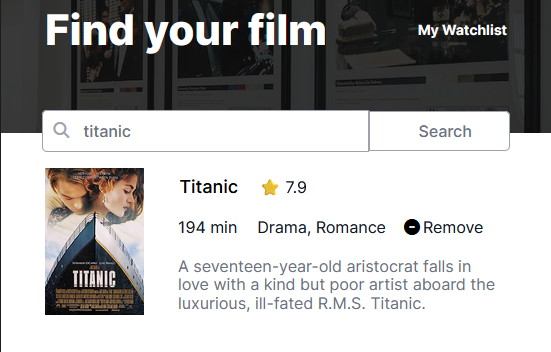 Find your film
My Watchlist
titanic
Search
Titanic
7.9
194 min
Drama, Romance
Remove
A seventeen-year-old aristocrat falls in
love with a kind but poor artist aboard the
luxurious, ill-fated R.M.S. Titanic.
TITANIC